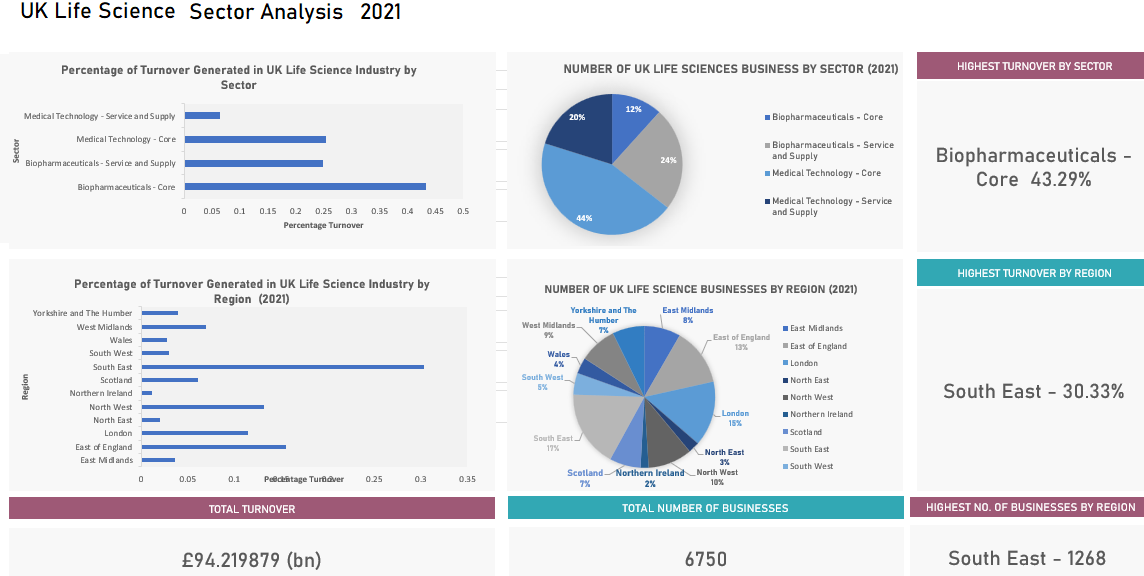 UK Life Science Sector Analysis 2021
Percentage of Turnover Generated in UK Life Science Industry by
Sector
Sector
Medical Technology - Service and Supply
Medical Technology - Core
Biopharmaceuticals - Service and Supply
Biopharmaceuticals - Core
0 0.05 0.1 0.15 0.2 0.25 0.3 0.35 0.4 0.45 0.5
Percentage Turnover
NUMBER OF UK LIFE SCIENCES BUSINESS BY SECTOR (2021)
12%
20%
24%
44%
Biopharmaceuticals - Core
Biopharmaceuticals - Service
and Supply
Medical Technology - Core
Medical Technology - Service
and Supply
HIGHEST TURNOVER BY SECTOR
Biopharmaceuticals -
Core 43.29%
Percentage of Turnover Generated in UK Life Science Industry by
Region (2021)
Region
Yorkshire and The Humber
West Midlands
Wales
South West
South East
Scotland
Northern Ireland
North West
North East
London
East of England
East Midlands
0 0.05 0.1 0.15 0.2 0.25 0.3 0.35
Percentage Turnover
NUMBER OF UK LIFE SCIENCE BUSINESSES BY REGION (2021)
Yorkshire and The
Humber
7%
East Midlands
8%
West Midlands
9%
East of England
13%
Wales
4%
South West
5%
London
15%
South East
17%
North East
3%
Scotland
7%
Northern Ireland
2%
North West
10%
East Midlands
East of England
London
North East
North West
Northern Ireland
Scotland
South East
South West
HIGHEST TURNOVER BY REGION
South East - 30.33%
TOTAL TURNOVER
£94.219879 (bn)
TOTAL NUMBER OF BUSINESSES
6750
HIGHEST NO. OF BUSINESSES BY REGION
South East - 1268